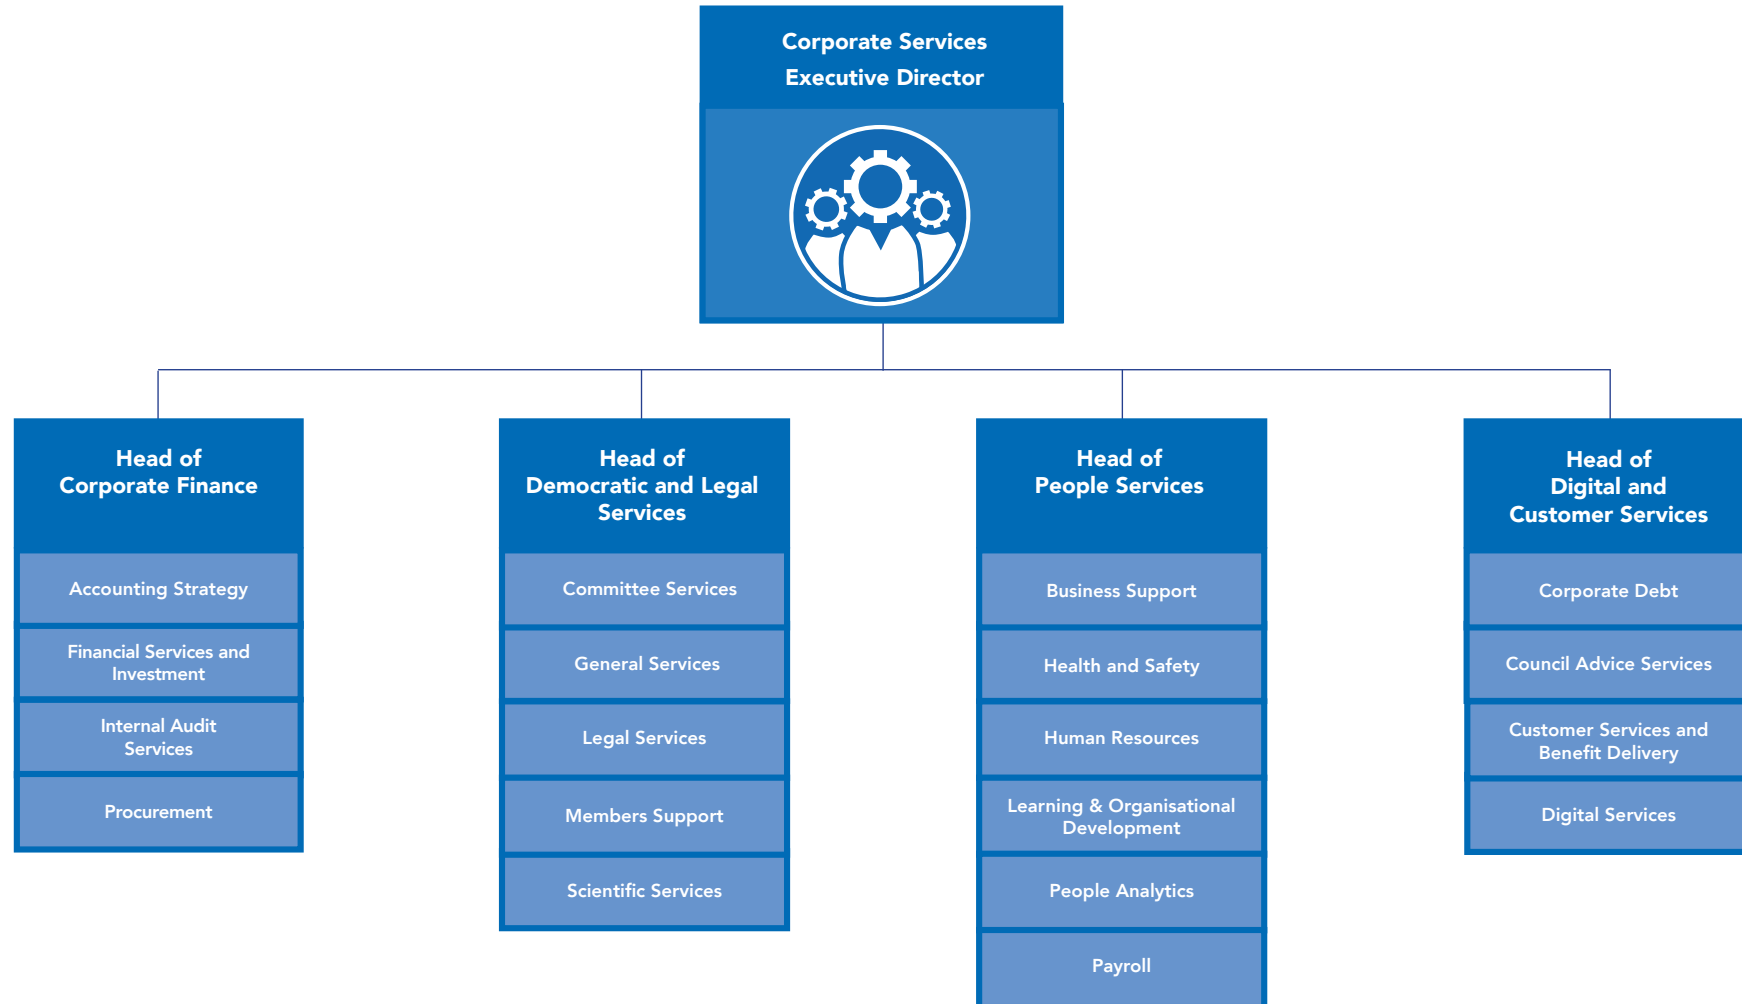 Corporate Services
Executive Director
Head of
Corporate Finance
Accounting Strategy
Financial Services and
Investment
Internal Audit
Services
Procurement
Head of
Democratic and Legal
Services
Committee Services
General Services
Legal Services
Members Support
Scientific Services
Head of
People Services
Business Support
Health and Safety
Human Resources
Learning & Organisational
Development
People Analytics
Payroll
Head of
Digital and
Customer Services
Corporate Debt
Council Advice Services
Customer Services and
Benefit Delivery
Digital Services